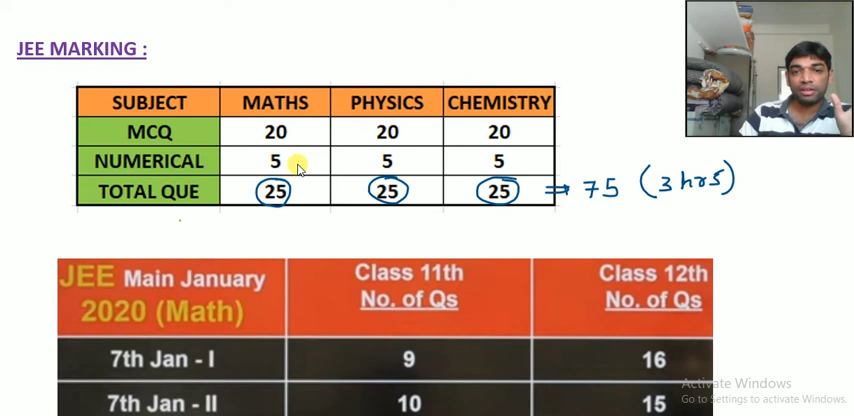 JEE MARKING :
SUBJECT MATHS PHYSICS CHEMISTRY
MCQ 20 20 20
NUMERICAL 5 5 5
TOTAL QUE 25 25 25 ⇒ 75 (3 hrs)
JEE Main January 2020 (Math) Class 11th No. of Qs Class 12th No. of Qs
7th Jan - I 9 16
7th Jan - II 10 15
Activate Windows
Go to Settings to activate Windows.